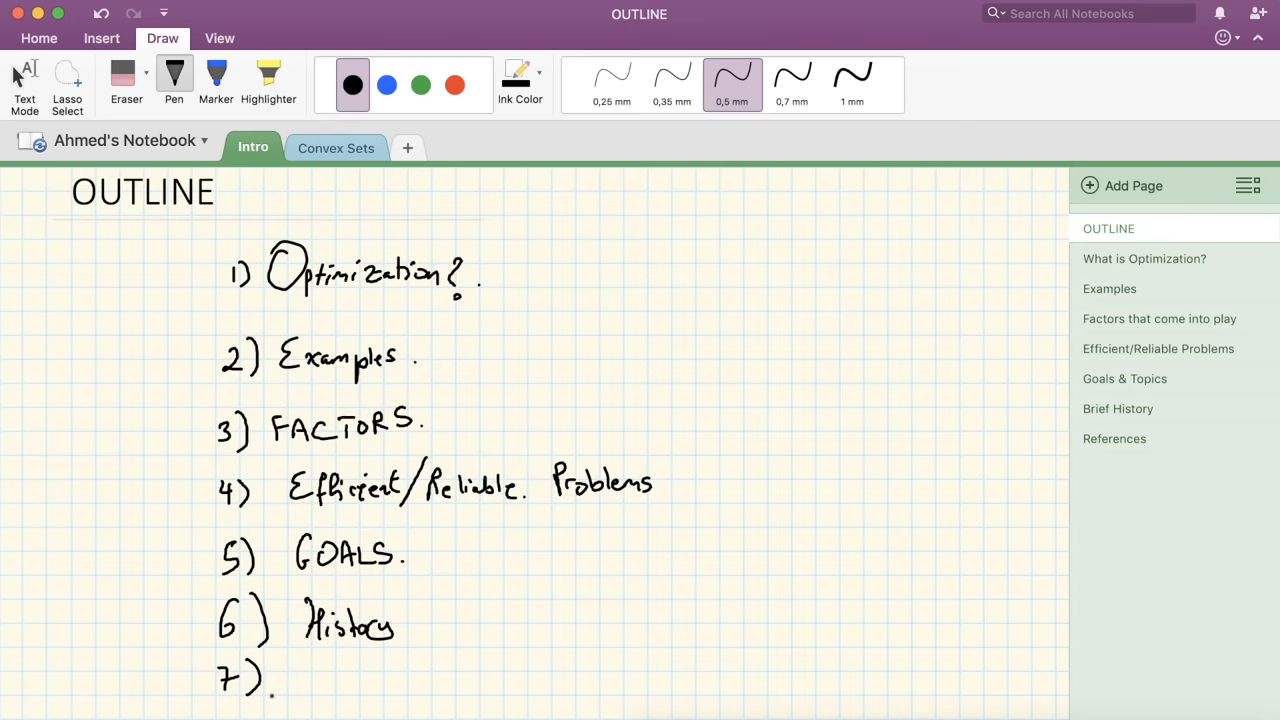 OUTLINE
Search All Notebooks
Home Insert Draw View
Text Mode
Lasso Select
Eraser
Pen
Marker
Highlighter
Ink Color
0,25 mm
0,35 mm
0,5 mm
0,7 mm
1 mm
Ahmed's Notebook
Intro
Convex Sets
+
OUTLINE
1) Optimization? .
2) Examples .
3) FACTORS.
4) Efficient/Reliable. Problems
5) GOALS.
6) History
7)
Add Page
OUTLINE
What is Optimization?
Examples
Factors that come into play
Efficient/Reliable Problems
Goals & Topics
Brief History
References